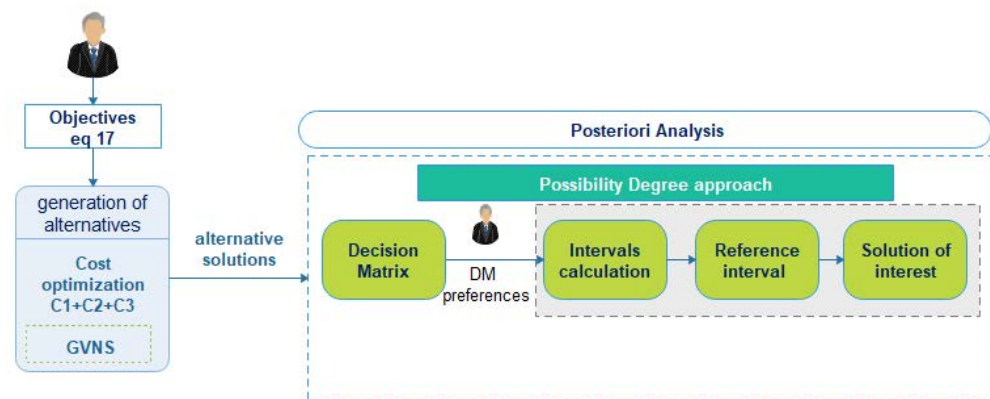 Objectives
eq 17
generation of
alternatives
Cost
optimization
C1+C2+C3
GVNS
alternative
solutions
Posteriori Analysis
Possibility Degree approach
Decision
Matrix
DM
preferences
Intervals
calculation
Reference
interval
Solution of
interest